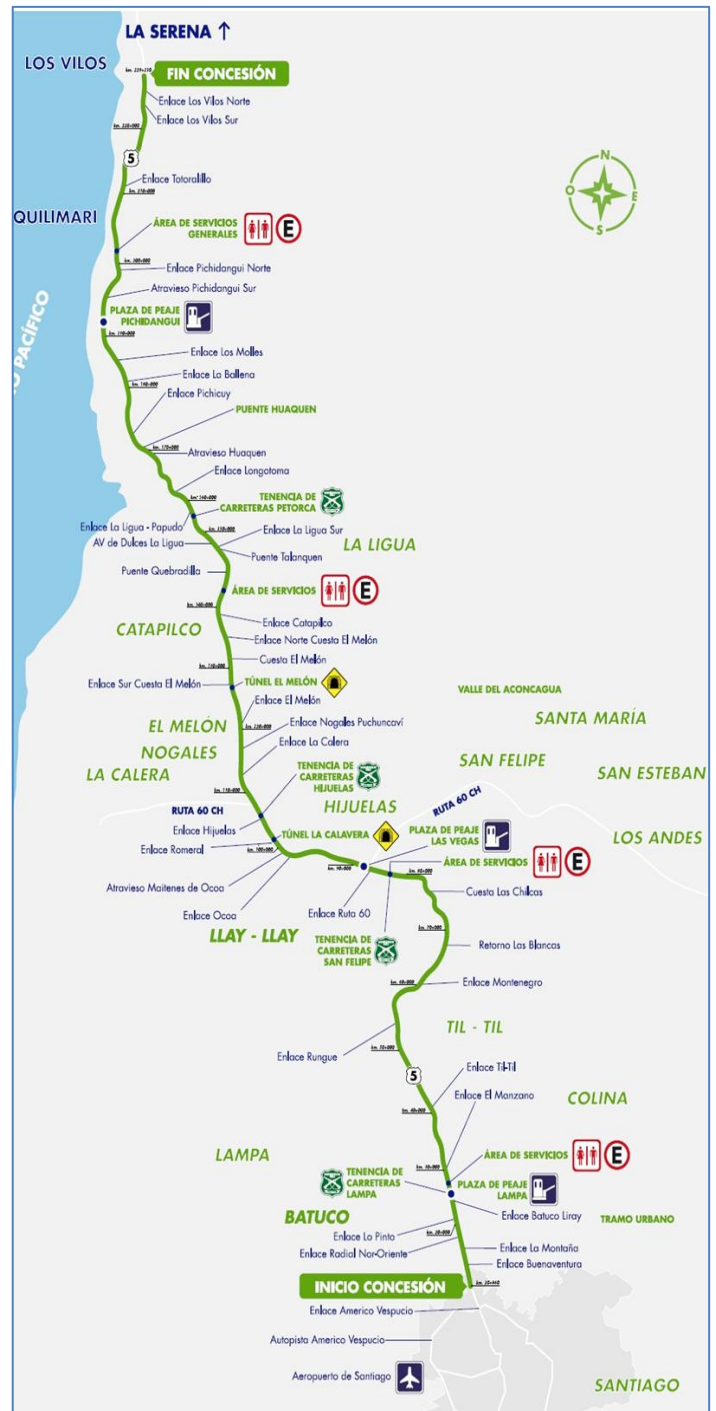 LA SERENA ↑
LOS VILOS
FIN CONCESIÓN
Enlace Los Vilos Norte
Enlace Los Vilos Sur
5
Enlace Totoralillo
QUILIMARI
ÁREA DE SERVICIOS
GENERALES
E
Enlace Pichidangui Norte
Atravieso Pichidangui Sur
PLAZA DE PEAJE
PICHIDANGUI
O PACÍFICO
Enlace Los Molles
Enlace La Ballena
Enlace Pichicuy
PUENTE HUAQUEN
Atravieso Huaquen
Enlace Longotoma
TENENCIA DE
CARRETERAS PETORCA
Enlace La Ligua - Papudo
Enlace La Ligua Sur
AV de Dulces La Ligua
LA LIGUA
Puente Talanquen
Puente Quebradilla
ÁREA DE SERVICIOS
E
Enlace Catapilco
CATAPILCO
Enlace Norte Cuesta El Melón
Cuesta El Melón
Enlace Sur Cuesta El Melón
TÚNEL EL MELÓN
Enlace El Melón
VALLE DEL ACONCAGUA
SANTA MARÍA
EL MELÓN
Enlace Nogales Puchuncaví
NOGALES
Enlace La Calera
LA CALERA
SAN FELIPE
SAN ESTEBAN
TENENCIA DE
CARRETERAS
HIJUELAS
HIJUELAS
RUTA 60 CH
RUTA 60 CH
Enlace Hijuelas
TÚNEL LA CALAVERA
PLAZA DE PEAJE
LAS VEGAS
LOS ANDES
Enlace Romeral
ÁREA DE SERVICIOS
E
Atravieso Maitenes de Ocoa
Cuesta Las Chilcas
Enlace Ocoa
Enlace Ruta 60
LLAY - LLAY
TENENCIA DE
CARRETERAS
SAN FELIPE
Retorno Las Blancas
Enlace Montenegro
TIL - TIL
Enlace Rungue
Enlace Til-Til
5
Enlace El Manzano
COLINA
LAMPA
ÁREA DE SERVICIOS
E
TENENCIA DE
CARRETERAS
LAMPA
PLAZA DE PEAJE
LAMPA
BATUCO
Enlace Batuco Liray
TRAMO URBANO
Enlace Lo Pinto
Enlace Radial Nor-Oriente
Enlace La Montaña
Enlace Buenaventura
INICIO CONCESIÓN
Enlace Americo Vespucio
Autopista Americo Vespucio
Aeropuerto de Santiago
SANTIAGO
N
O
E
S